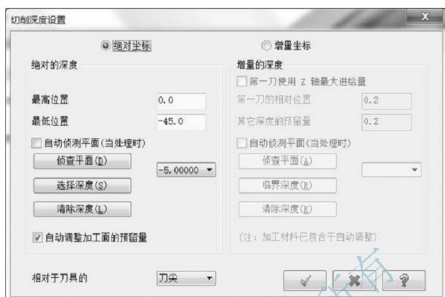 切削深度设置
绝对坐标
增量坐标
绝对的深度
最高位置 0.0
最低位置 -45.0
自动侦测平面(当处理时)
侦查平面(D)
-5.00000
选择深度(S)
清除深度(L)
自动调整加工面的预留量
相对于刀具的 刀尖
增量的深度
第一刀使用 Z 轴最大进给量
第一刀的相对位置 0.2
其它深度的预留量 0.2
自动侦测平面(当处理时)
侦查平面(A)
临界深度(R)
清除深度(E)
(注: 加工材料已包含于自动调整)